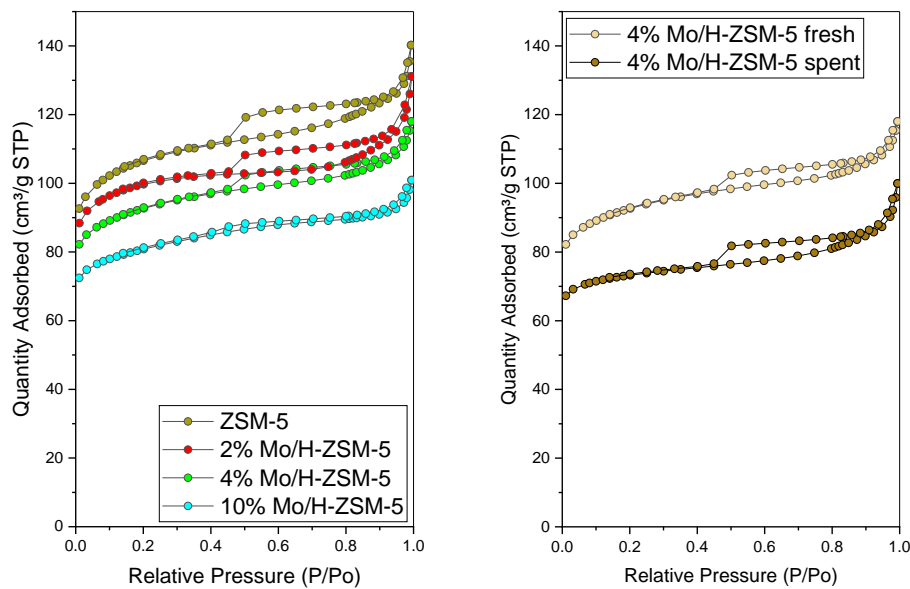 140
120
100
80
60
40
20
0
Quantity Adsorbed (cm³/g STP)
ZSM-5
2% Mo/H-ZSM-5
4% Mo/H-ZSM-5
10% Mo/H-ZSM-5
0.0 0.2 0.4 0.6 0.8 1.0
Relative Pressure (P/Po)
4% Mo/H-ZSM-5 fresh
4% Mo/H-ZSM-5 spent
140
120
100
80
60
40
20
0
Quantity Adsorbed (cm³/g STP)
0.0 0.2 0.4 0.6 0.8 1.0
Relative Pressure (P/Po)